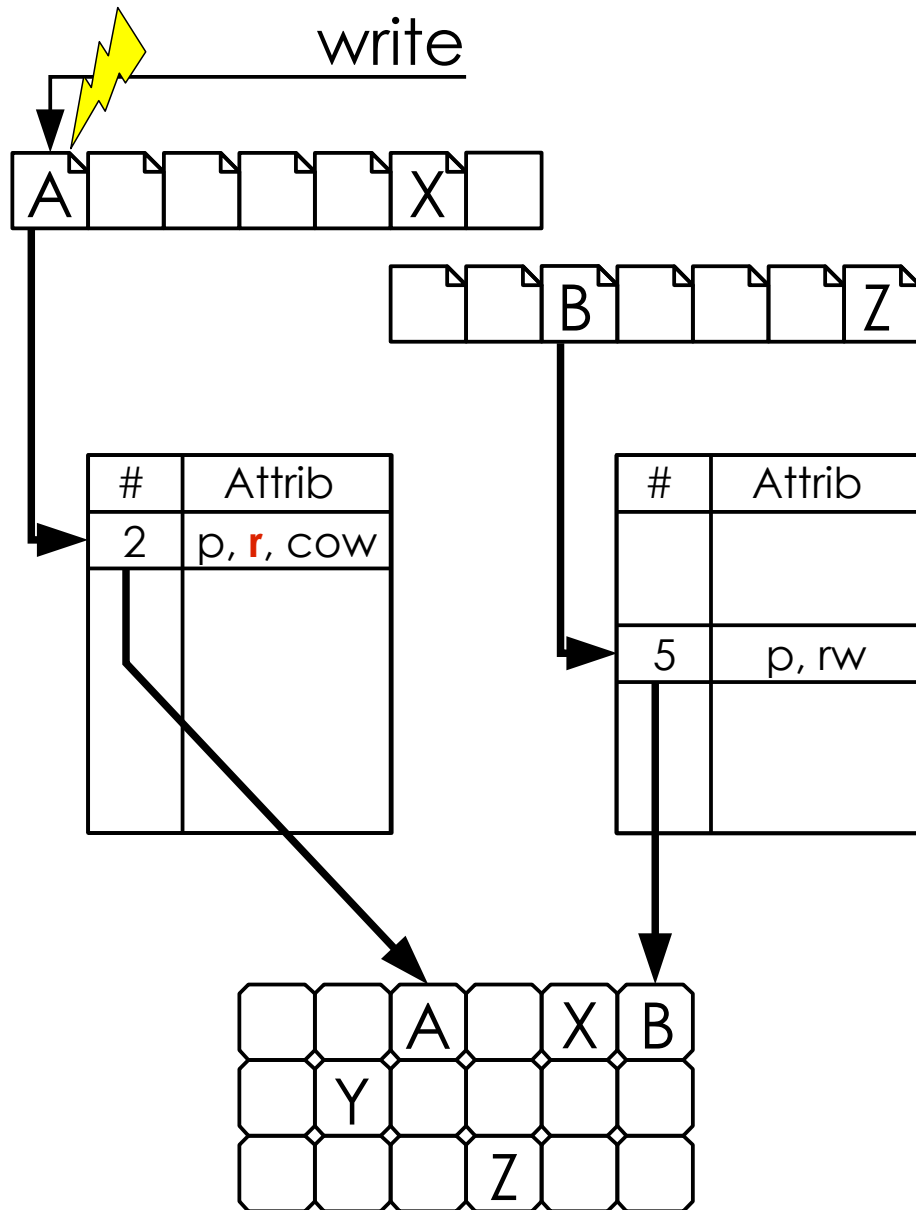 write
A X
B Z
# Attrib
2 p, r, cow
# Attrib
5 p, rw
A X B
Y
Z